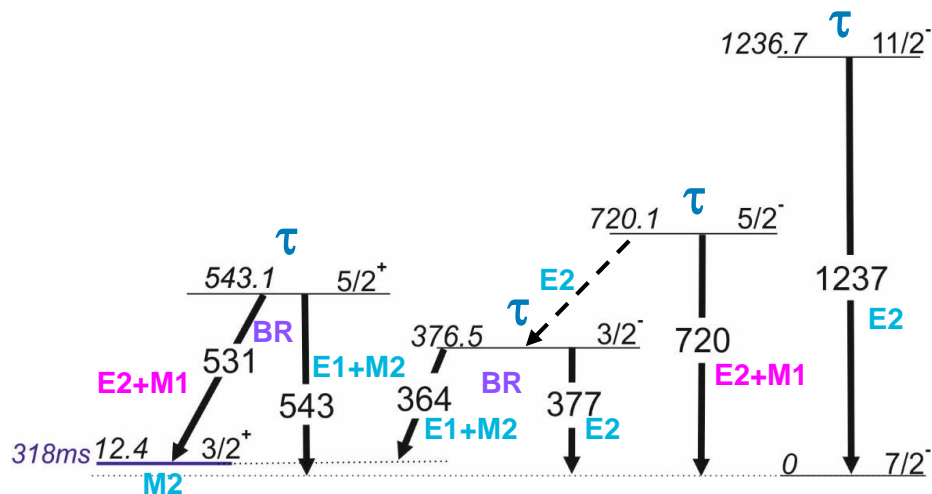 τ
1236.7 11/2-
τ
720.1 5/2-
τ
543.1 5/2+
E2
1237
E2
τ
BR
376.5 3/2-
531
E1+M2
BR
720
E2+M1
E2+M1
543
364
377
E1+M2
E2
318ms 12.4 3/2+
0 7/2-
M2